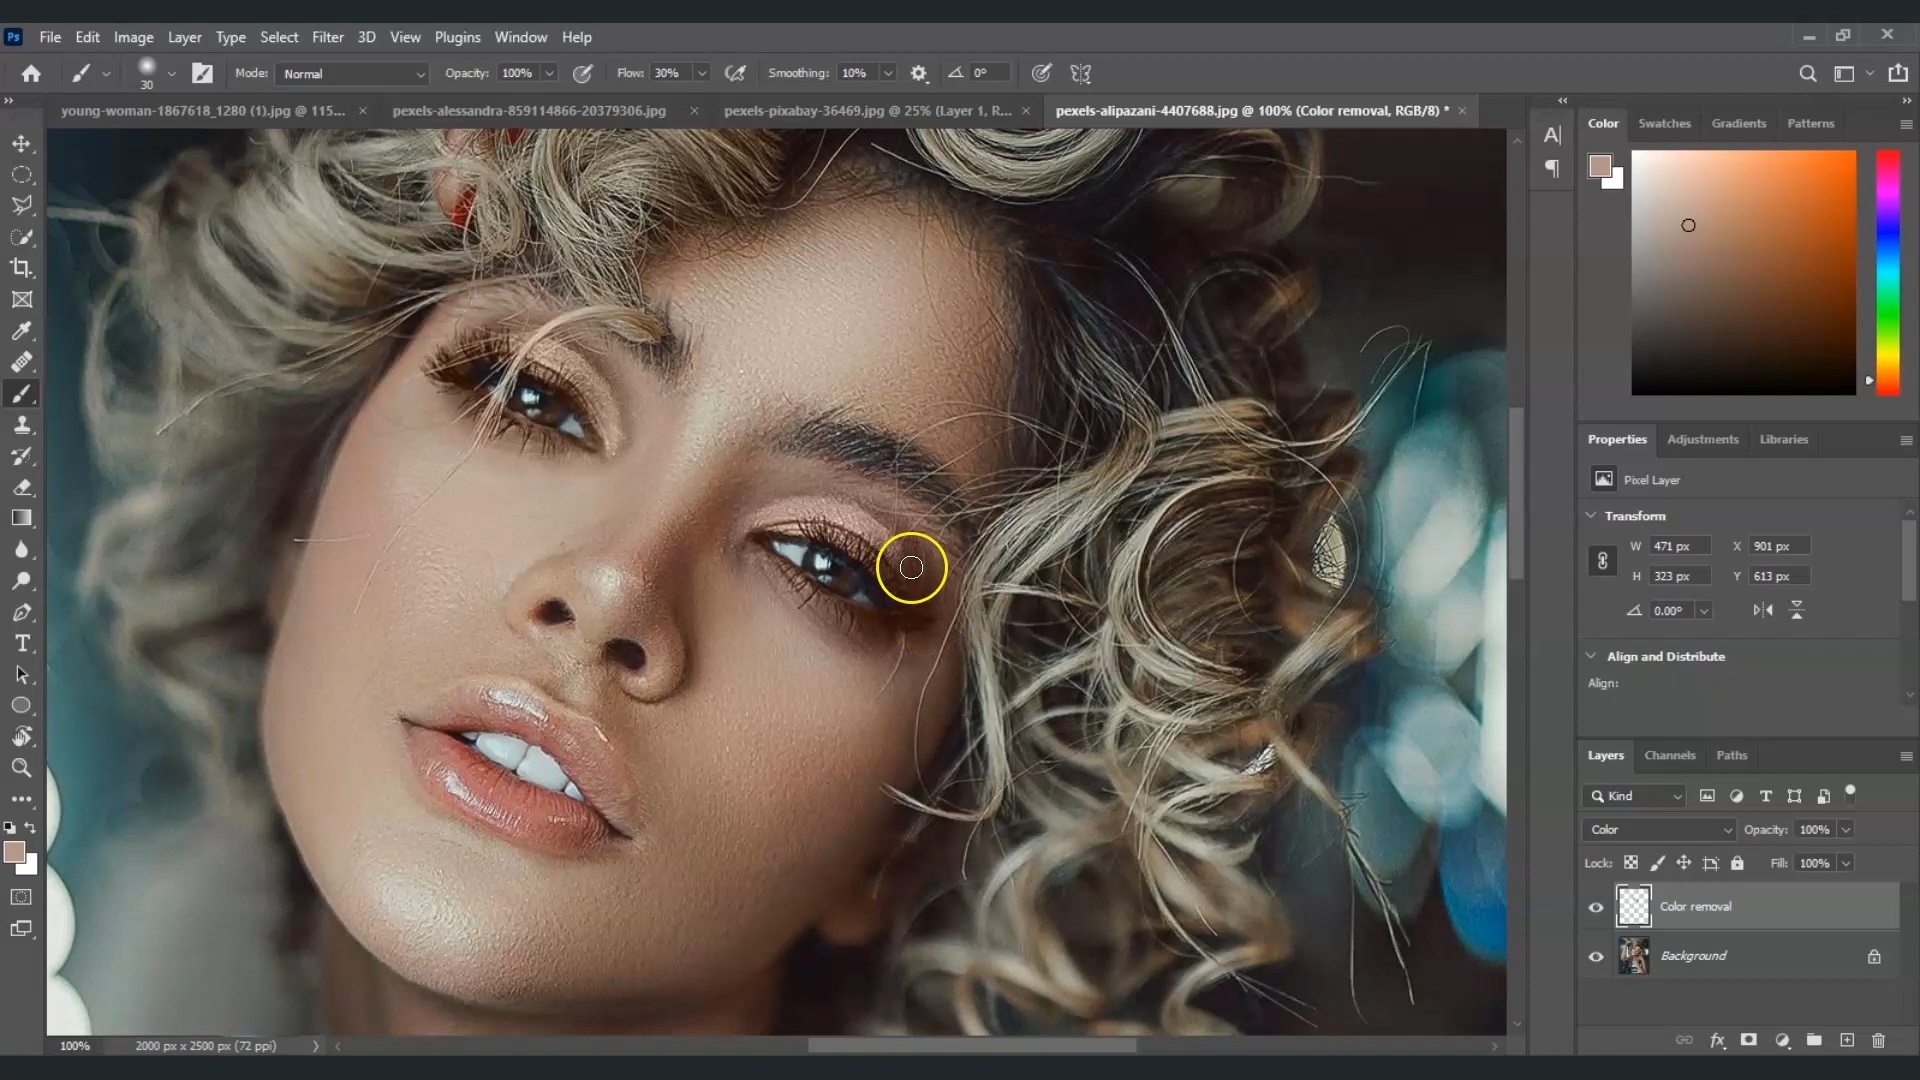 Ps File Edit Image Layer Type Select Filter 3D View Plugins Window Help
30 Mode: Normal Opacity: 100% Flow: 30% Smoothing: 10% 0°
young-woman-1867618_1280 (1).jpg @ 115... pexels-alessandra-859114866-20379306.jpg pexels-pixabay-36469.jpg @ 25% (Layer 1, R... pexels-alipazani-4407688.jpg @ 100% (Color removal, RGB/8) *
Color Swatches Gradients Patterns
Properties Adjustments Libraries
Pixel Layer
Transform
W 471 px X 901 px
H 323 px Y 613 px
0.00°
Align and Distribute
Align:
Layers Channels Paths
Kind
Color Opacity: 100%
Lock: Fill: 100%
Color removal
Background
fx
100% 2000 px x 2500 px (72 ppi)